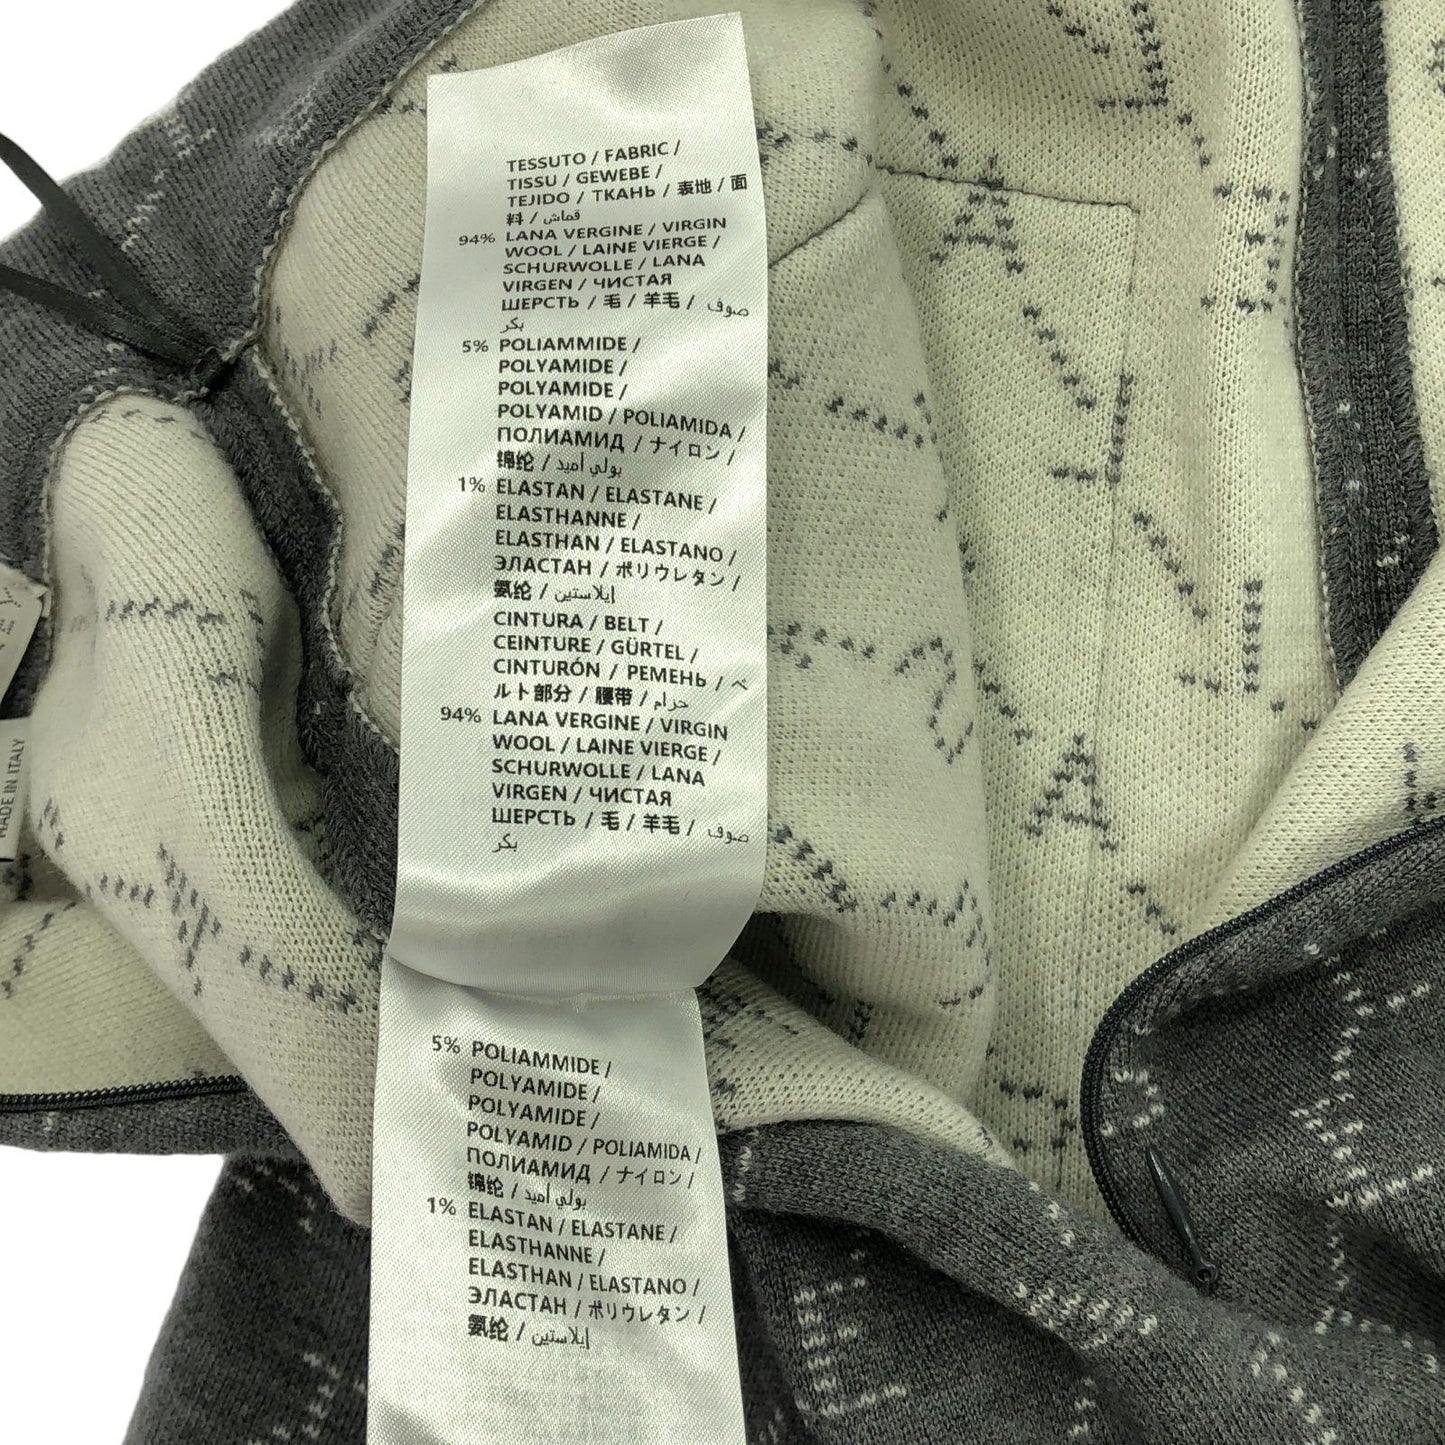 TESSUTO / FABRIC /
TISSU / GEWEBE /
TEJIDO / ТКАНЬ / 表地 / 面
料 / قماش
94% LANA VERGINE / VIRGIN
WOOL / LAINE VIERGE /
SCHURWOLLE / LANA
VIRGEN / ЧИСТАЯ
ШЕРСТЬ / 毛 / 羊毛 / صوف
بكر
5% POLIAMMIDE /
POLYAMIDE /
POLYAMIDE /
POLYAMID / POLIAMIDA /
ПОЛИАМИД / ナイロン /
锦纶 / بولي أميد
1% ELASTAN / ELASTANE /
ELASTHANNE /
ELASTHAN / ELASTANO /
ЭЛАСТАН / ポリウレタン /
氨纶 / إيلاستين
CINTURA / BELT /
CEINTURE / GÜRTEL /
CINTURÓN / РЕМЕНЬ / ベ
ルト部分 / 腰带 / حزام
94% LANA VERGINE / VIRGIN
WOOL / LAINE VIERGE /
SCHURWOLLE / LANA
VIRGEN / ЧИСТАЯ
ШЕРСТЬ / 毛 / 羊毛 / صوف
بكر
5% POLIAMMIDE /
POLYAMIDE /
POLYAMIDE /
POLYAMID / POLIAMIDA /
ПОЛИАМИД / ナイロン /
锦纶 / بولي أميد
1% ELASTAN / ELASTANE /
ELASTHANNE /
ELASTHAN / ELASTANO /
ЭЛАСТАН / ポリウレタン /
氨纶 / إيلاستين
MADE IN ITALY